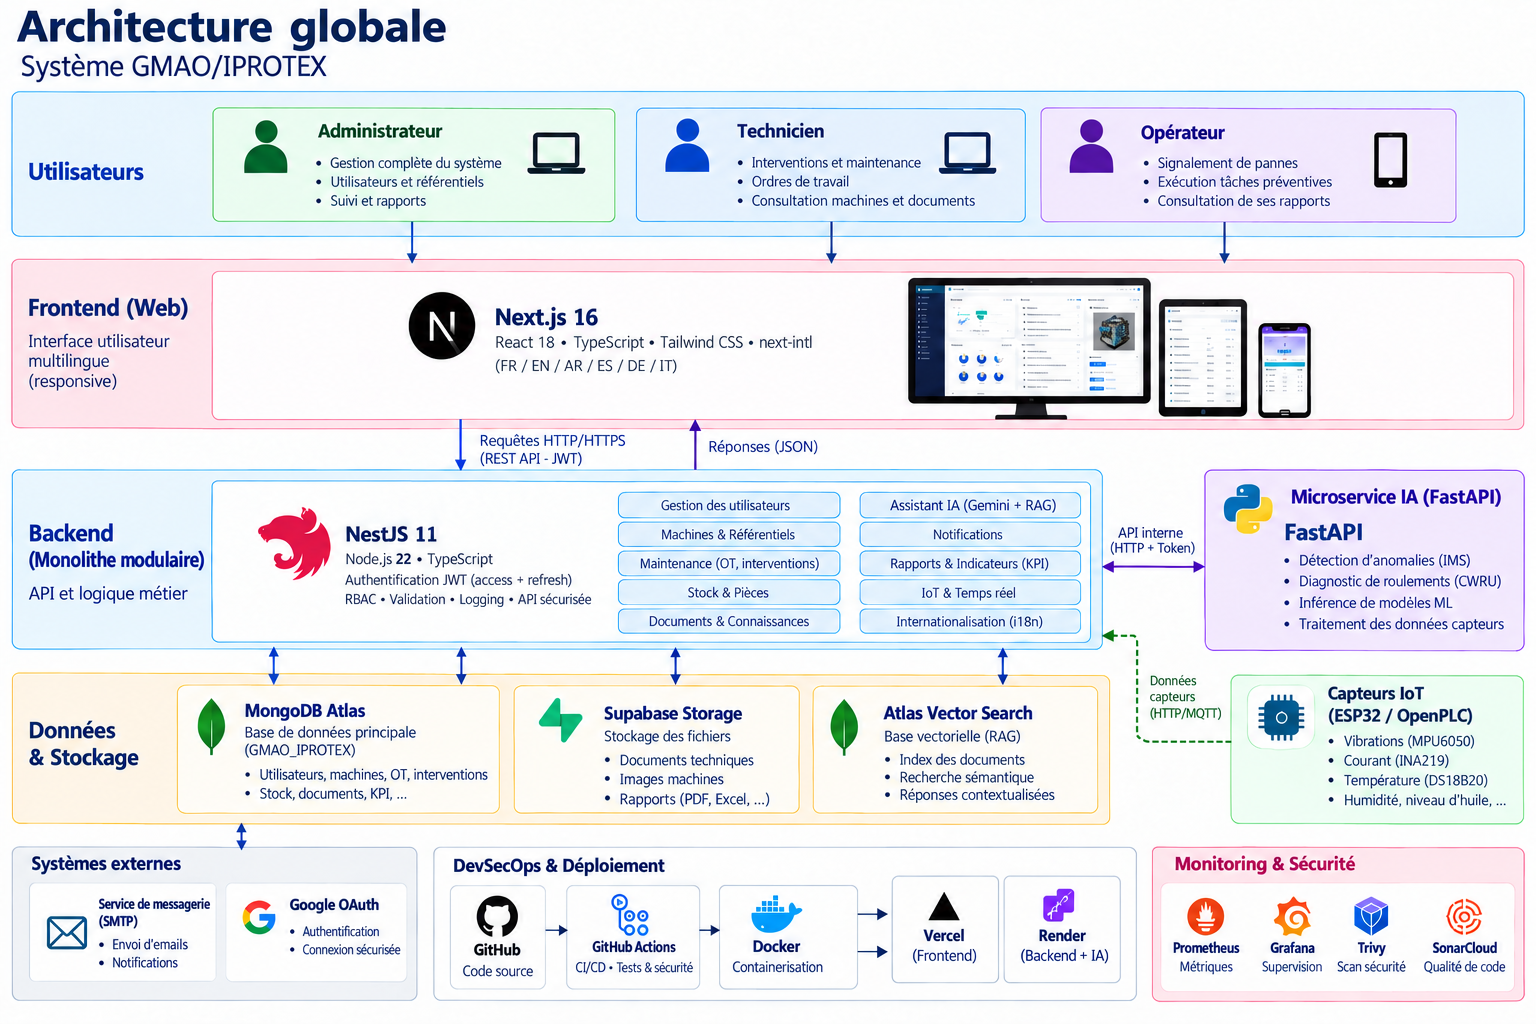 Architecture globale
Système GMAO/IPROTEX
Utilisateurs
Administrateur
• Gestion complète du système
• Utilisateurs et référentiels
• Suivi et rapports
Technicien
• Interventions et maintenance
• Ordres de travail
• Consultation machines et documents
Opérateur
• Signalement de pannes
• Exécution tâches préventives
• Consultation de ses rapports
Frontend (Web)
Interface utilisateur
multilingue
(responsive)
N
Next.js 16
React 18 • TypeScript • Tailwind CSS • next-intl
(FR / EN / AR / ES / DE / IT)
Requêtes HTTP/HTTPS
(REST API - JWT)
Réponses (JSON)
Backend
(Monolithe modulaire)
API et logique métier
NestJS 11
Node.js 22 • TypeScript
Authentification JWT (access + refresh)
RBAC • Validation • Logging • API sécurisée
Gestion des utilisateurs
Machines & Référentiels
Maintenance (OT, interventions)
Stock & Pièces
Documents & Connaissances
Assistant IA (Gemini + RAG)
Notifications
Rapports & Indicateurs (KPI)
IoT & Temps réel
Internationalisation (i18n)
API interne
(HTTP + Token)
Microservice IA (FastAPI)
FastAPI
• Détection d'anomalies (IMS)
• Diagnostic de roulements (CWRU)
• Inférence de modèles ML
• Traitement des données capteurs
Données
& Stockage
MongoDB Atlas
Base de données principale
(GMAO_IPROTEX)
• Utilisateurs, machines, OT, interventions
• Stock, documents, KPI, ...
Supabase Storage
Stockage des fichiers
• Documents techniques
• Images machines
• Rapports (PDF, Excel, ...)
Atlas Vector Search
Base vectorielle (RAG)
• Index des documents
• Recherche sémantique
• Réponses contextualisées
Données
capteurs
(HTTP/MQTT)
Capteurs IoT
(ESP32 / OpenPLC)
• Vibrations (MPU6050)
• Courant (INA219)
• Température (DS18B20)
• Humidité, niveau d'huile, ...
Systèmes externes
Service de messagerie
(SMTP)
• Envoi d'emails
• Notifications
Google OAuth
• Authentification
• Connexion sécurisée
DevSecOps & Déploiement
GitHub
Code source
GitHub Actions
CI/CD • Tests & sécurité
Docker
Containerisation
Vercel
(Frontend)
Render
(Backend + IA)
Monitoring & Sécurité
Prometheus
Métriques
Grafana
Supervision
Trivy
Scan sécurité
SonarCloud
Qualité de code